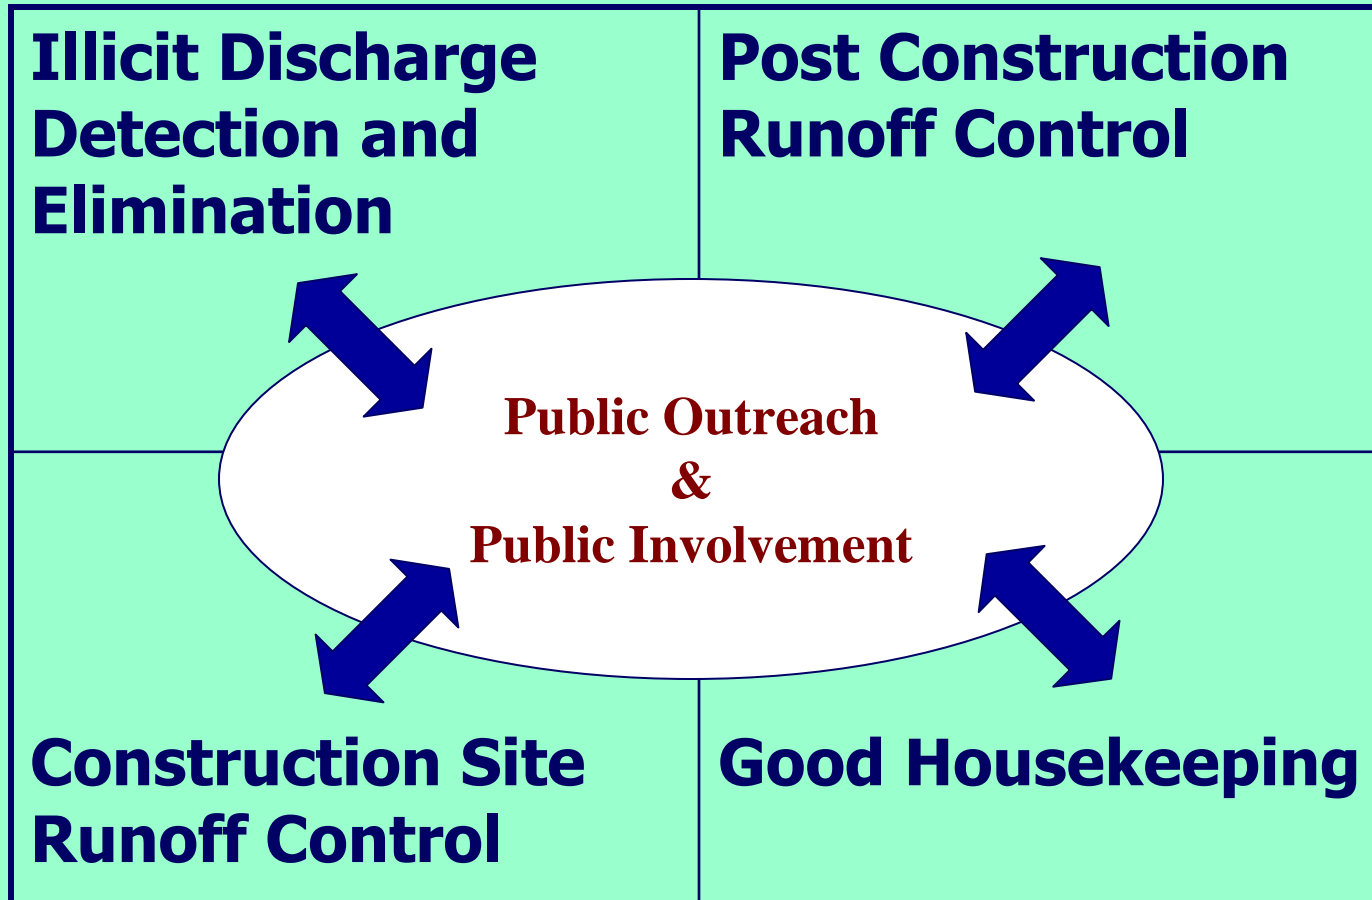 Illicit Discharge
Detection and
Elimination
Post Construction
Runoff Control
Public Outreach
&
Public Involvement
Construction Site
Runoff Control
Good Housekeeping